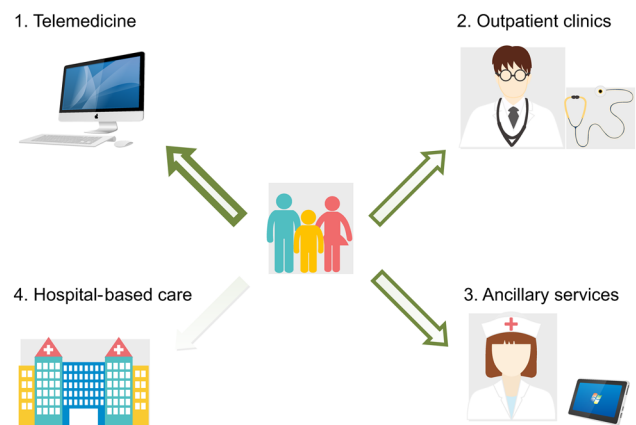 1. Telemedicine
2. Outpatient clinics
4. Hospital-based care
3. Ancillary services